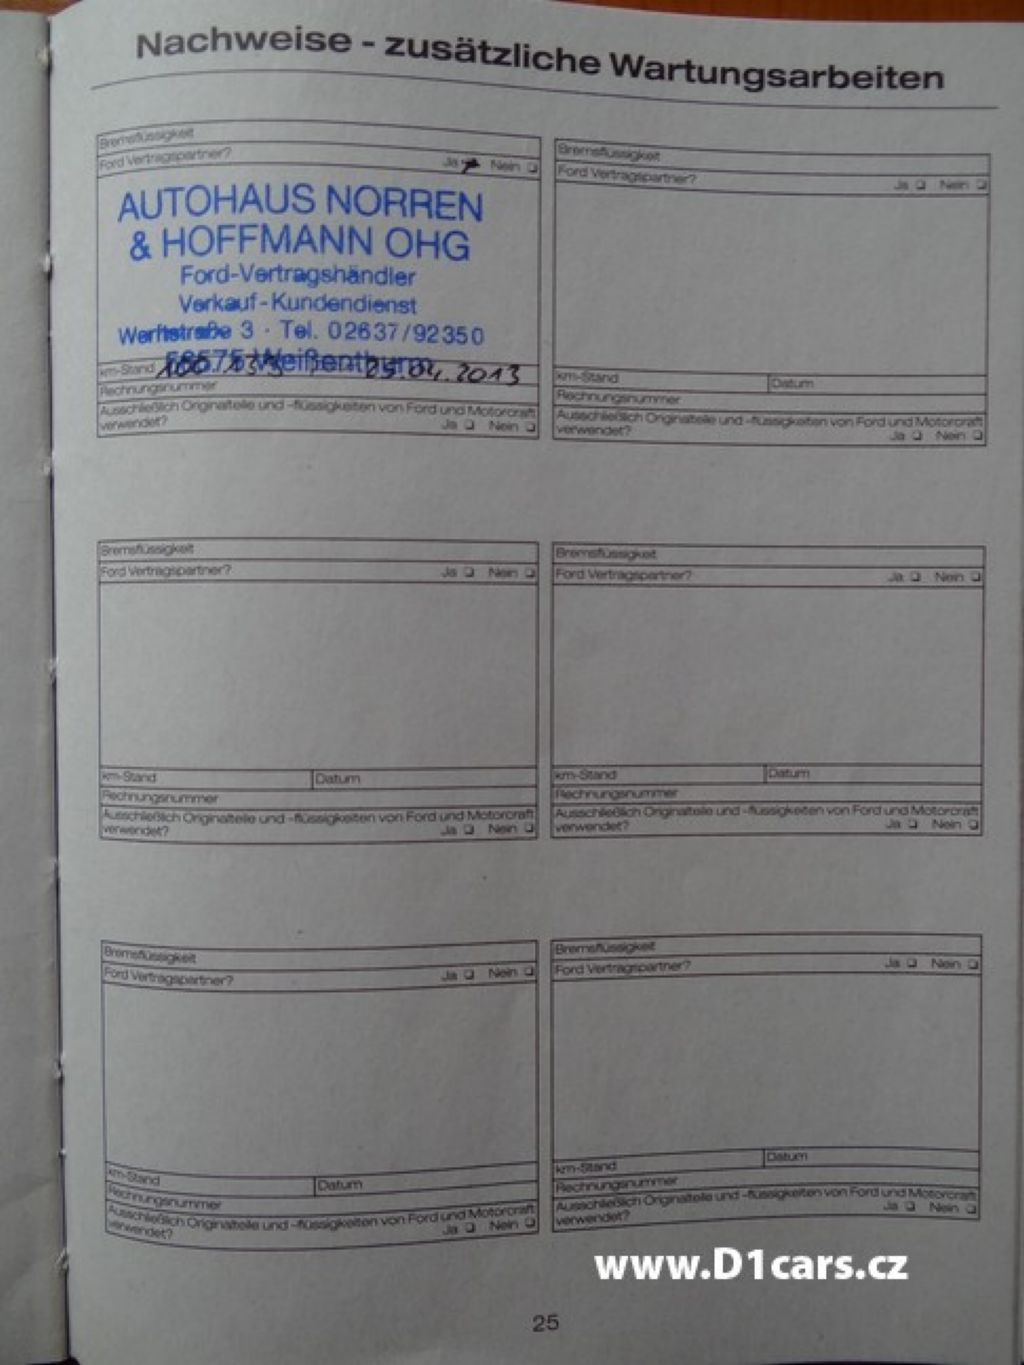 Nachweise - zusätzliche Wartungsarbeiten
Bremsflüssigkeit
Ford Vertragspartner? Ja Nein ❑
AUTOHAUS NORREN
& HOFFMANN OHG
Ford-Vertragshändler
Verkauf-Kundendienst
Werftstraße 3 · Tel. 02637/92350
56575 Weißenthurm
km-Stand 25.04.2013
Rechnungsnummer
Ausschließlich Originalteile und -flüssigkeiten von Ford und Motorcraft
verwendet? Ja ❑ Nein ❑
Bremsflüssigkeit
Ford Vertragspartner?
Ja ❑ Nein ❑
km-Stand Datum
Rechnungsnummer
Ausschließlich Originalteile und -flüssigkeiten von Ford und Motorcraft
verwendet? Ja ❑ Nein ❑
Bremsflüssigkeit
Ford Vertragspartner? Ja ❑ Nein ❑
km-Stand Datum
Rechnungsnummer
Ausschließlich Originalteile und -flüssigkeiten von Ford und Motorcraft
verwendet? Ja ❑ Nein ❑
Bremsflüssigkeit
Ford Vertragspartner? Ja ❑ Nein ❑
km-Stand Datum
Rechnungsnummer
Ausschließlich Originalteile und -flüssigkeiten von Ford und Motorcraft
verwendet? Ja ❑ Nein ❑
Bremsflüssigkeit
Ford Vertragspartner? Ja ❑ Nein ❑
km-Stand Datum
Rechnungsnummer
Ausschließlich Originalteile und -flüssigkeiten von Ford und Motorcraft
verwendet? Ja ❑ Nein ❑
Bremsflüssigkeit
Ford Vertragspartner? Ja ❑ Nein ❑
km-Stand Datum
Rechnungsnummer
Ausschließlich Originalteile und -flüssigkeiten von Ford und Motorcraft
verwendet? Ja ❑ Nein ❑
www.D1cars.cz
25